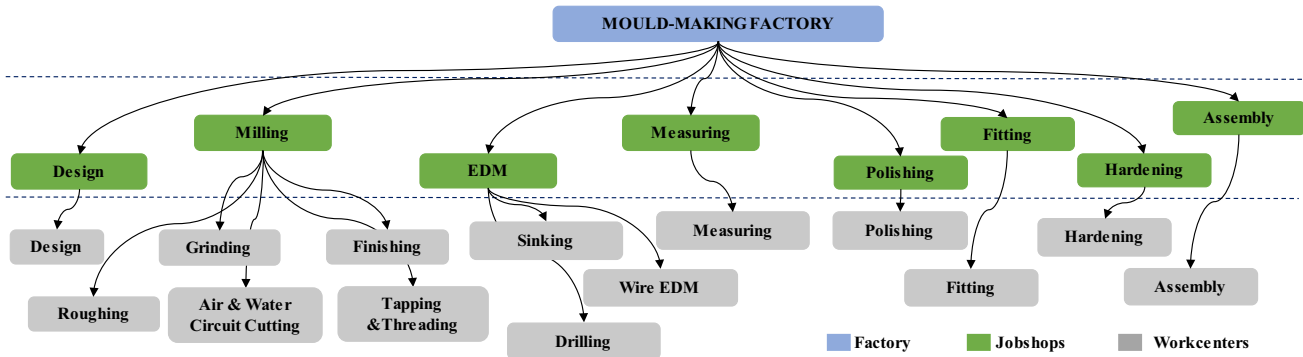 MOULD-MAKING FACTORY
Design
Milling
EDM
Measuring
Polishing
Fitting
Hardening
Assembly
Design
Grinding
Finishing
Sinking
Measuring
Polishing
Hardening
Roughing
Air & Water
Circuit Cutting
Tapping
&Threading
Wire EDM
Drilling
Fitting
Assembly
Factory
Jobshops
Workcenters